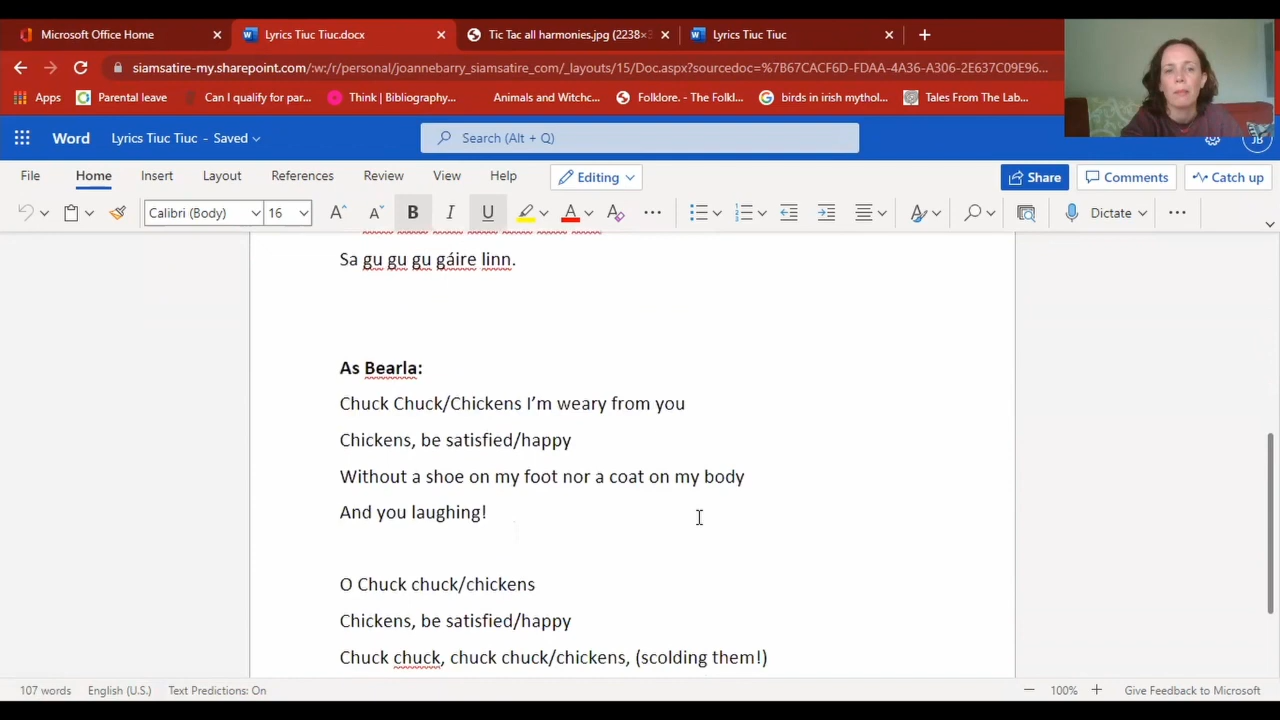 Microsoft Office Home
Lyrics Tiuc Tiuc.docx
Tic Tac all harmonies.jpg (2238×3
Lyrics Tiuc Tiuc
siamsatire-my.sharepoint.com/:w:/r/personal/joannebarry_siamsatire_com/_layouts/15/Doc.aspx?sourcedoc=%7B67CACF6D-FDAA-4A36-A306-2E637C09E96...
Apps
Parental leave
Can I qualify for par...
Think | Bibliography...
Animals and Witchc...
Folklore. - The Folkl...
birds in irish mythol...
Tales From The Lab...
Word
Lyrics Tiuc Tiuc - Saved
Search (Alt + Q)
JB
File
Home
Insert
Layout
References
Review
View
Help
Editing
Share
Comments
Catch up
Calibri (Body)
16
A
A
B
I
U
A
A
Dictate
Sa gu gu gu gáire linn.
As Bearla:
Chuck Chuck/Chickens I'm weary from you
Chickens, be satisfied/happy
Without a shoe on my foot nor a coat on my body
And you laughing!
O Chuck chuck/chickens
Chickens, be satisfied/happy
Chuck chuck, chuck chuck/chickens, (scolding them!)
107 words
English (U.S.)
Text Predictions: On
100%
Give Feedback to Microsoft